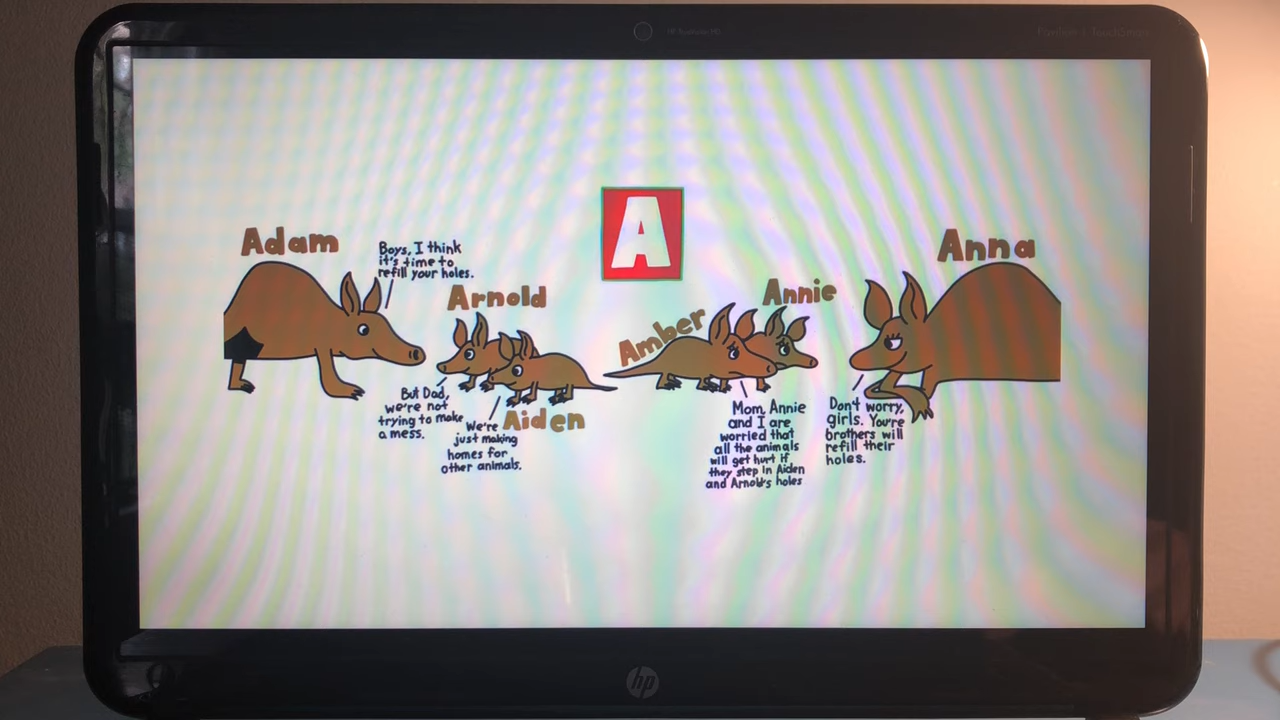 A
Adam
Boys, I think
it's time to
refill your holes.
Arnold
But Dad,
we're not
trying to make
a mess.
Aiden
We're
just making
homes for
other animals.
Amber
Annie
Mom, Annie
and I are
worried that
all the animals
will get hurt if
they step in Aiden
and Arnold's holes
Anna
Don't worry,
girls. You're
brothers will
refill their
holes.
hp